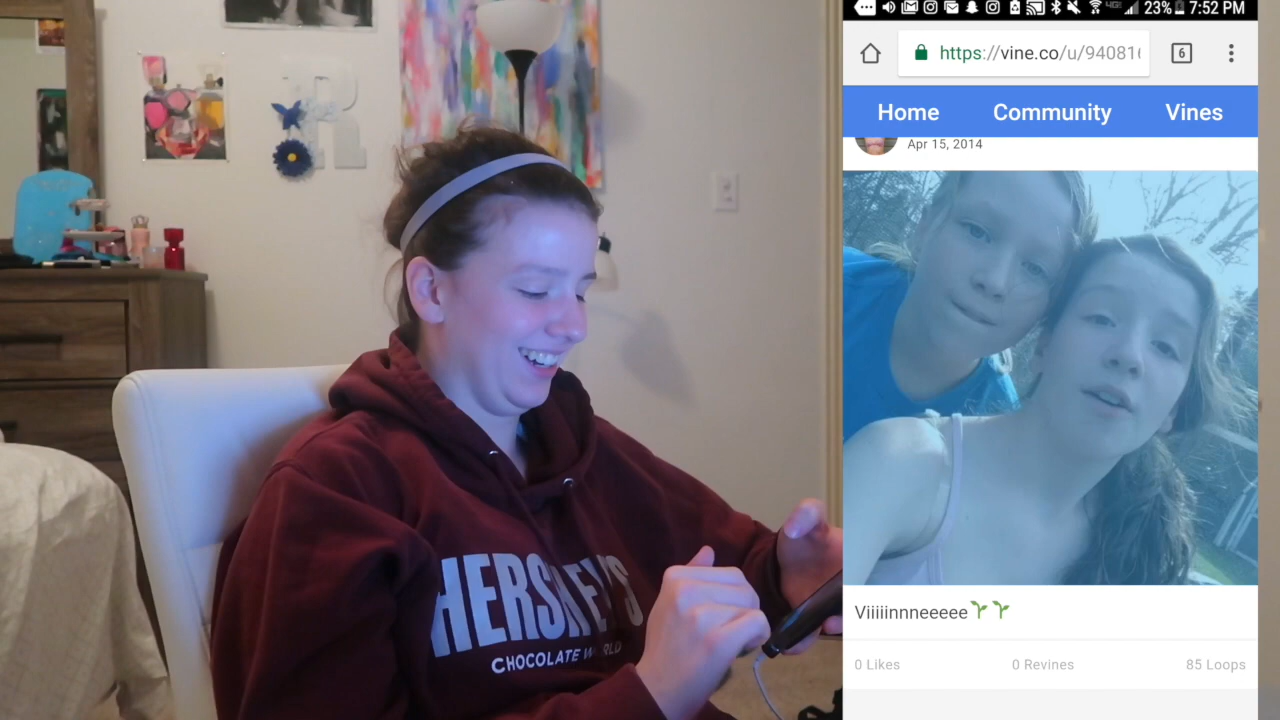 R
HERSHEY'S
CHOCOLATE WORLD
23% 7:52 PM
https://vine.co/u/94081
6
Home Community Vines
Apr 15, 2014
Viiiiinnneeeee🌱🌱
0 Likes 0 Revines 85 Loops